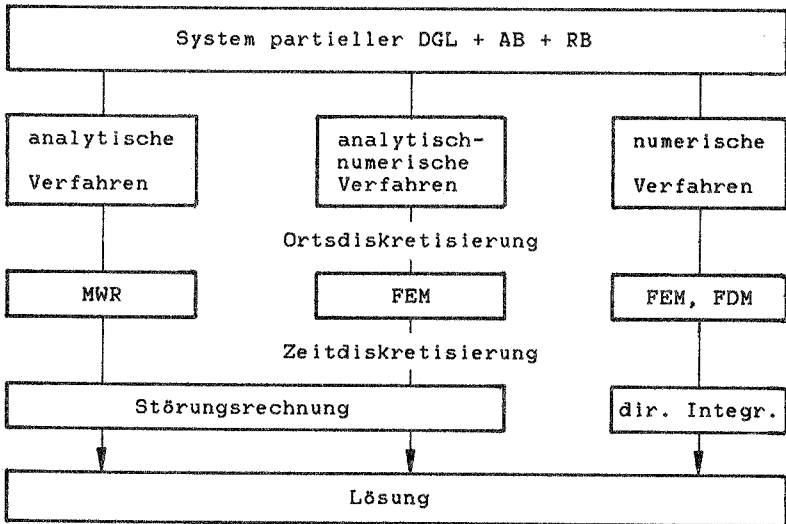 System partieller DGL + AB + RB
analytische
Verfahren
analytisch-
numerische
Verfahren
numerische
Verfahren
Ortsdiskretisierung
MWR
FEM
FEM, FDM
Zeitdiskretisierung
Störungsrechnung
dir. Integr.
Lösung